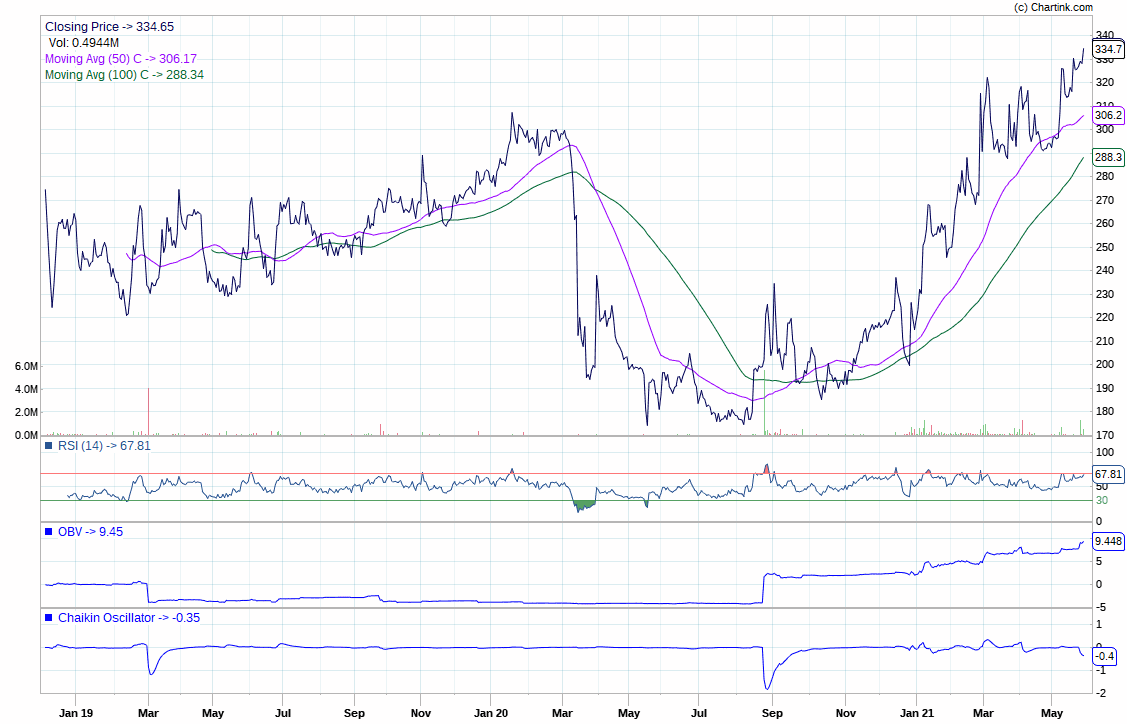 (c) Chartink.com
Closing Price -> 334.65
Vol: 0.4944M
Moving Avg (50) C -> 306.17
Moving Avg (100) C -> 288.34
340
334.7
330
320
310
306.2
300
288.3
280
270
260
250
240
230
220
210
200
190
180
170
6.0M
4.0M
2.0M
0.0M
RSI (14) -> 67.81
100
67.81
50
30
0
OBV -> 9.45
9.448
5
0
-5
Chaikin Oscillator -> -0.35
1
0
-0.4
-1
-2
Jan 19 Mar May Jul Sep Nov Jan 20 Mar May Jul Sep Nov Jan 21 Mar May